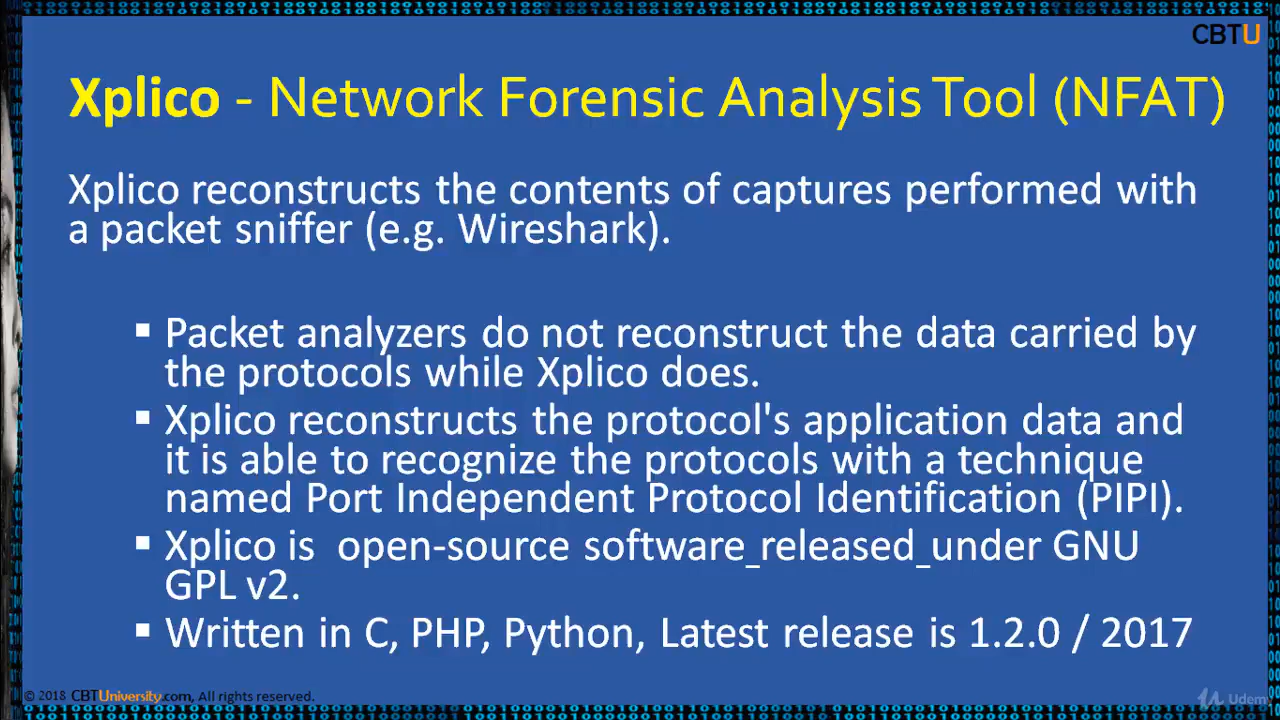 CBTU
Xplico - Network Forensic Analysis Tool (NFAT)
Xplico reconstructs the contents of captures performed with
a packet sniffer (e.g. Wireshark).
▪ Packet analyzers do not reconstruct the data carried by
the protocols while Xplico does.
▪ Xplico reconstructs the protocol's application data and
it is able to recognize the protocols with a technique
named Port Independent Protocol Identification (PIPI).
▪ Xplico is  open-source software_released_under GNU
GPL v2.
▪ Written in C, PHP, Python, Latest release is 1.2.0 / 2017
© 2018 CBTUniversity.com, All rights reserved.
Udemy